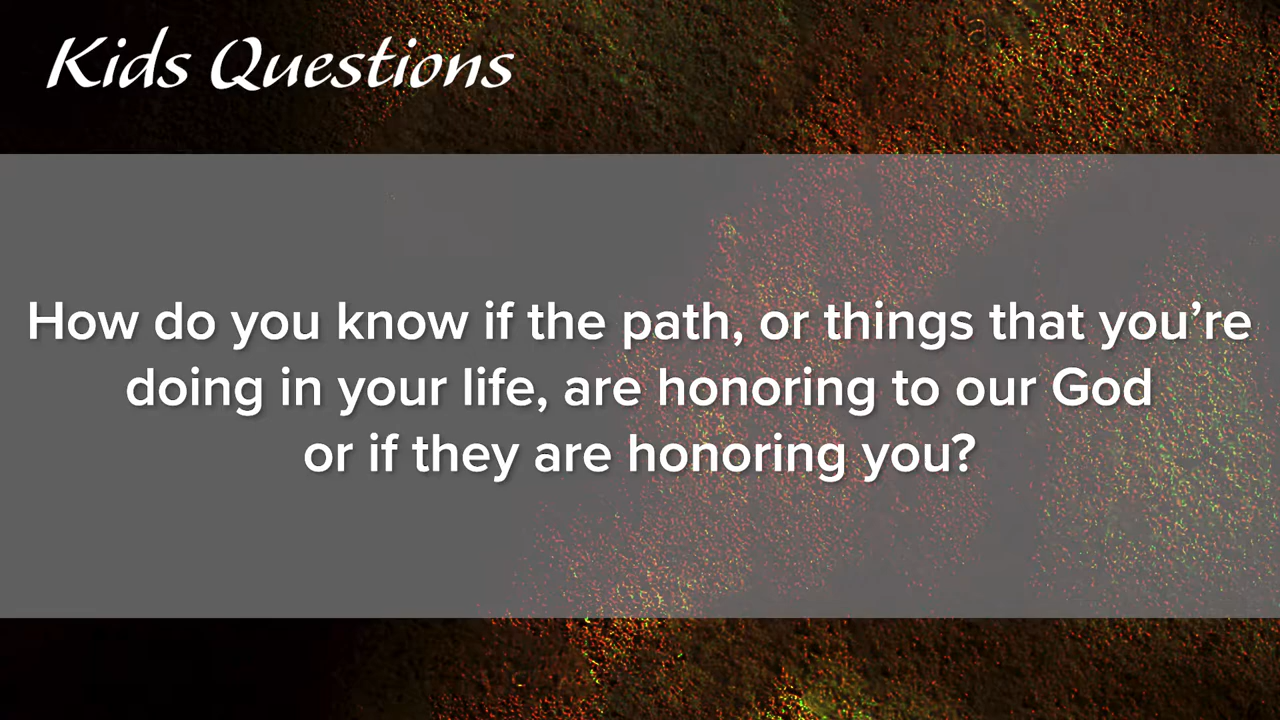 Kids Questions
How do you know if the path, or things that you’re
doing in your life, are honoring to our God
or if they are honoring you?